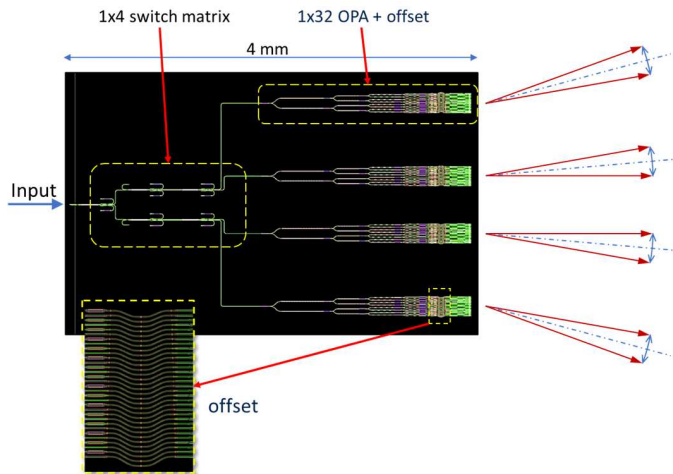 1x4 switch matrix
1x32 OPA + offset
4 mm
Input
offset